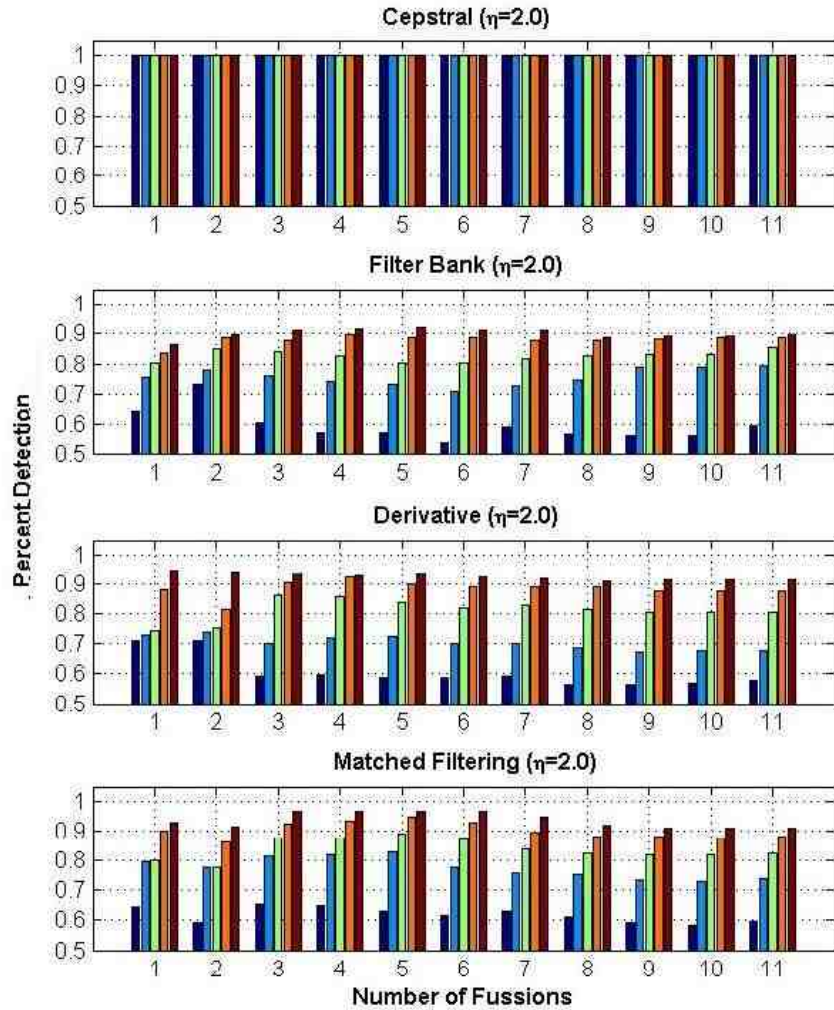 Cepstral (η=2.0)
1
0.9
0.8
0.7
0.6
0.5
1 2 3 4 5 6 7 8 9 10 11
Filter Bank (η=2.0)
1
0.9
0.8
0.7
0.6
0.5
1 2 3 4 5 6 7 8 9 10 11
Percent Detection
Derivative (η=2.0)
1
0.9
0.8
0.7
0.6
0.5
1 2 3 4 5 6 7 8 9 10 11
Matched Filtering (η=2.0)
1
0.9
0.8
0.7
0.6
0.5
1 2 3 4 5 6 7 8 9 10 11
Number of Fussions